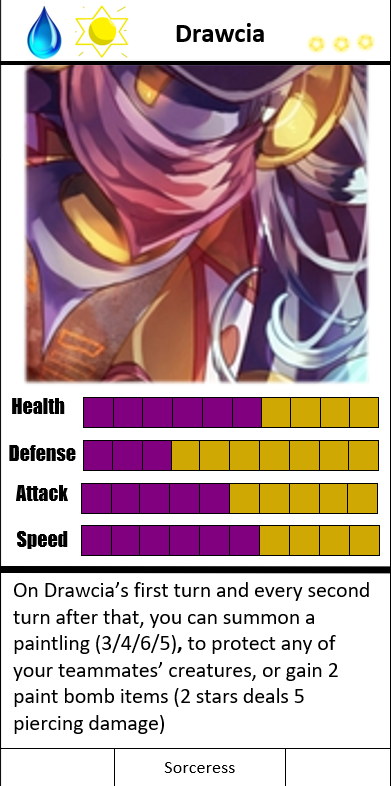 Drawcia
Health
Defense
Attack
Speed
On Drawcia’s first turn and every second
turn after that, you can summon a
paintling (3/4/6/5), to protect any of
your teammates’ creatures, or gain 2
paint bomb items (2 stars deals 5
piercing damage)
Sorceress